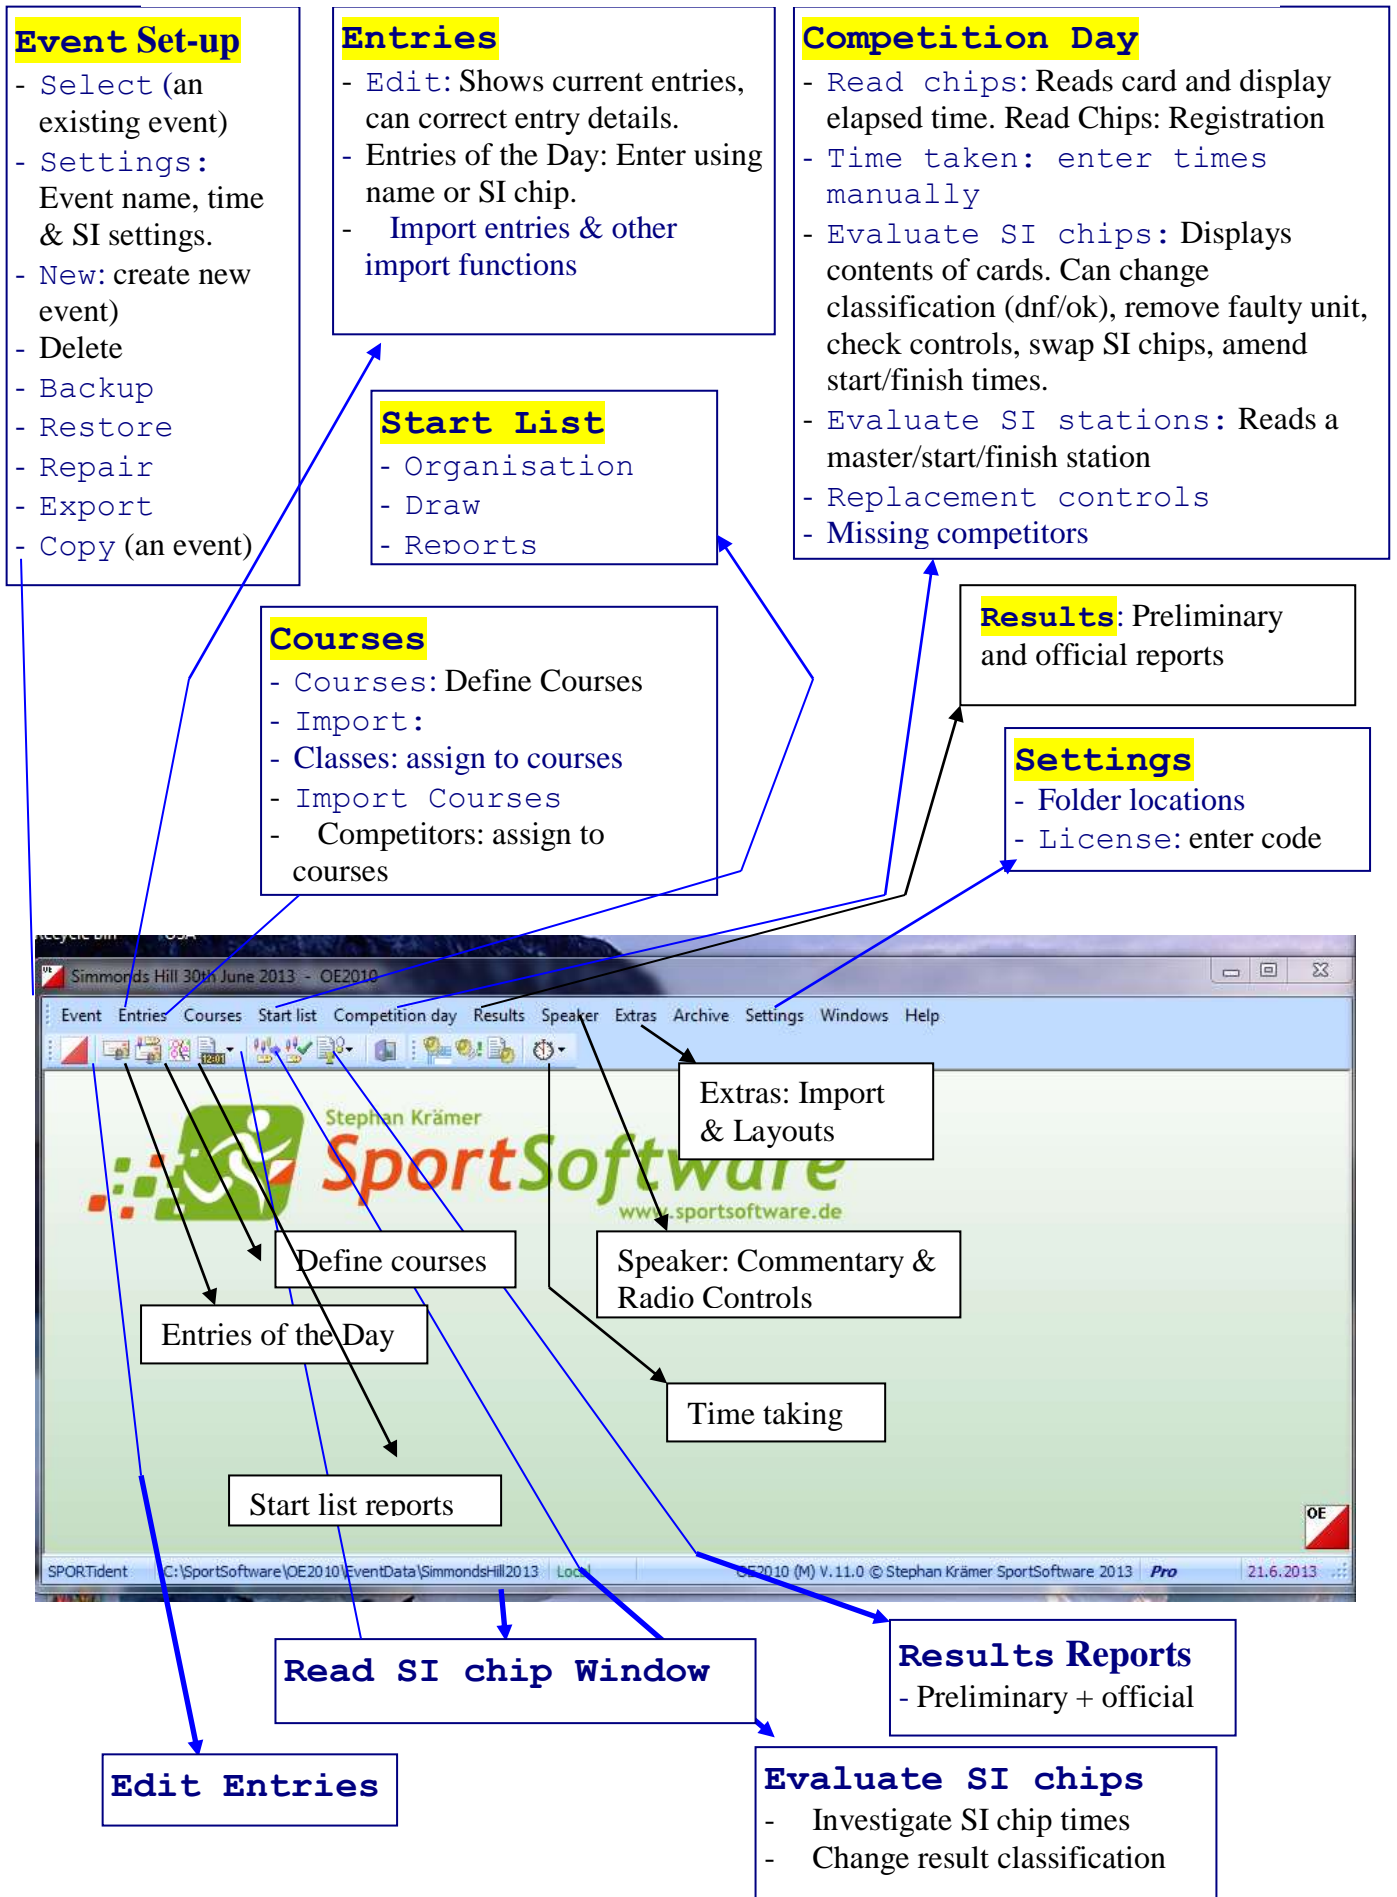 Event Set-up
- Select (an
existing event)
- Settings:
Event name, time
& SI settings.
- New: create new
event)
- Delete
- Backup
- Restore
- Repair
- Export
- Copy (an event)
Entries
- Edit: Shows current entries,
can correct entry details.
- Entries of the Day: Enter using
name or SI chip.
- Import entries & other
import functions
Competition Day
- Read chips: Reads card and display
elapsed time. Read Chips: Registration
- Time taken: enter times
manually
- Evaluate SI chips: Displays
contents of cards. Can change
classification (dnf/ok), remove faulty unit,
check controls, swap SI chips, amend
start/finish times.
- Evaluate SI stations: Reads a
master/start/finish station
- Replacement controls
- Missing competitors
Start List
- Organisation
- Draw
- Reports
Courses
- Courses: Define Courses
- Import:
- Classes: assign to courses
- Import Courses
- Competitors: assign to
courses
Results: Preliminary
and official reports
Settings
- Folder locations
- License: enter code
Recycle Bin USA
OE Simmonds Hill 30th June 2013 - OE2010
Event Entries Courses Start list Competition day Results Speaker Extras Archive Settings Windows Help
12:01
Stephan Krämer
SportSoftware
www.sportsoftware.de
Extras: Import
& Layouts
Define courses
Speaker: Commentary &
Radio Controls
Entries of the Day
Time taking
Start list reports
OE
SPORTident C:\SportSoftware\OE2010\EventData\SimmondsHill2013 Local OE2010 (M) V.11.0 © Stephan Krämer SportSoftware 2013 Pro 21.6.2013
Read SI chip Window
Results Reports
- Preliminary + official
Edit Entries
Evaluate SI chips
- Investigate SI chip times
- Change result classification